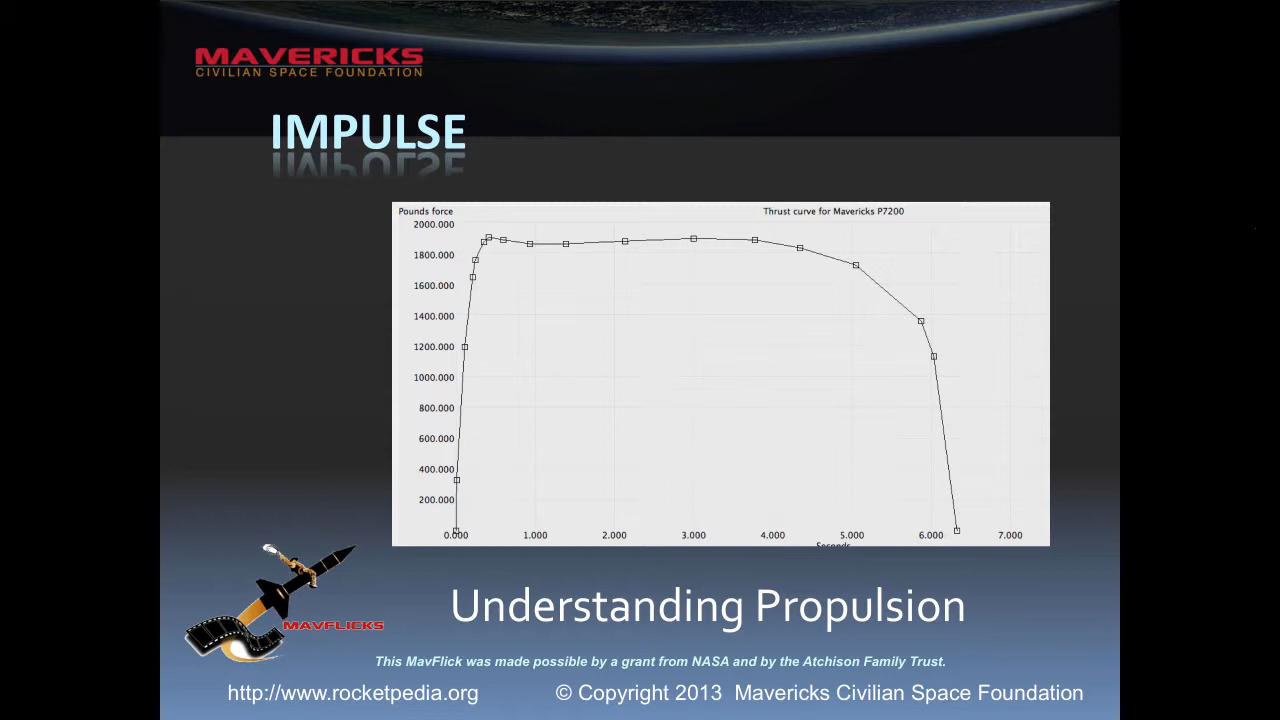 MAVERICKS
CIVILIAN SPACE FOUNDATION
IMPULSE
Pounds force
Thrust curve for Mavericks P7200
2000.000
1800.000
1600.000
1400.000
1200.000
1000.000
800.000
600.000
400.000
200.000
0.000 1.000 2.000 3.000 4.000 5.000 6.000 7.000
Seconds
MAVFLICKS
Understanding Propulsion
This MavFlick was made possible by a grant from NASA and by the Atchison Family Trust.
http://www.rocketpedia.org
© Copyright 2013 Mavericks Civilian Space Foundation